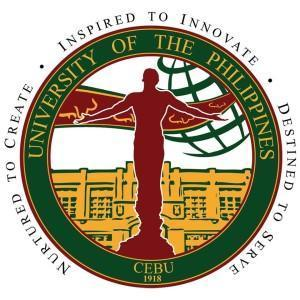 NURTURED TO CREATE • INSPIRED TO INNOVATE • DESTINED TO SERVE
UNIVERSITY OF THE PHILIPPINES
CEBU
1918